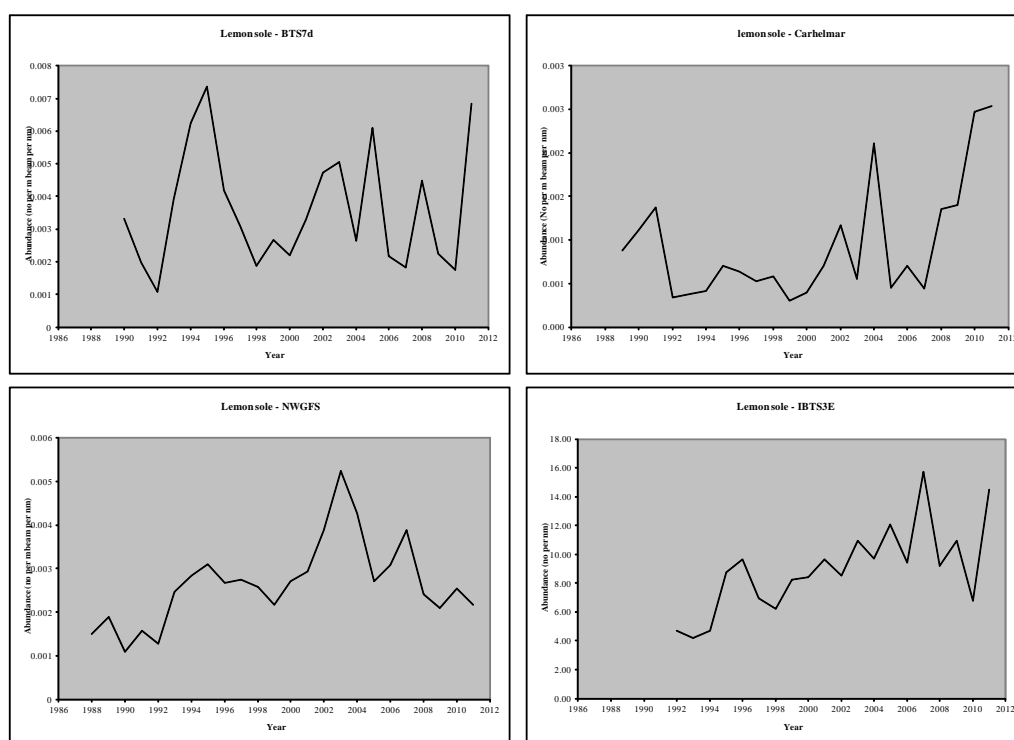 Lemon sole - BTS7d
Abundance (no per m beam per nm)
0.008
0.007
0.006
0.005
0.004
0.003
0.002
0.001
0
1986 1988 1990 1992 1994 1996 1998 2000 2002 2004 2006 2008 2010 2012
Year
lemon sole - Carhelmar
Abundance (No per m beam per nm)
0.003
0.003
0.002
0.002
0.001
0.001
0.000
1986 1988 1990 1992 1994 1996 1998 2000 2002 2004 2006 2008 2010 2012
Year
Lemon sole - NWGFS
Abundance (no per m beam per nm)
0.006
0.005
0.004
0.003
0.002
0.001
0
1986 1988 1990 1992 1994 1996 1998 2000 2002 2004 2006 2008 2010 2012
Year
Lemon sole - IBTS3E
Abundance (no per nm)
18.00
16.00
14.00
12.00
10.00
8.00
6.00
4.00
2.00
0.00
1986 1988 1990 1992 1994 1996 1998 2000 2002 2004 2006 2008 2010 2012
Year